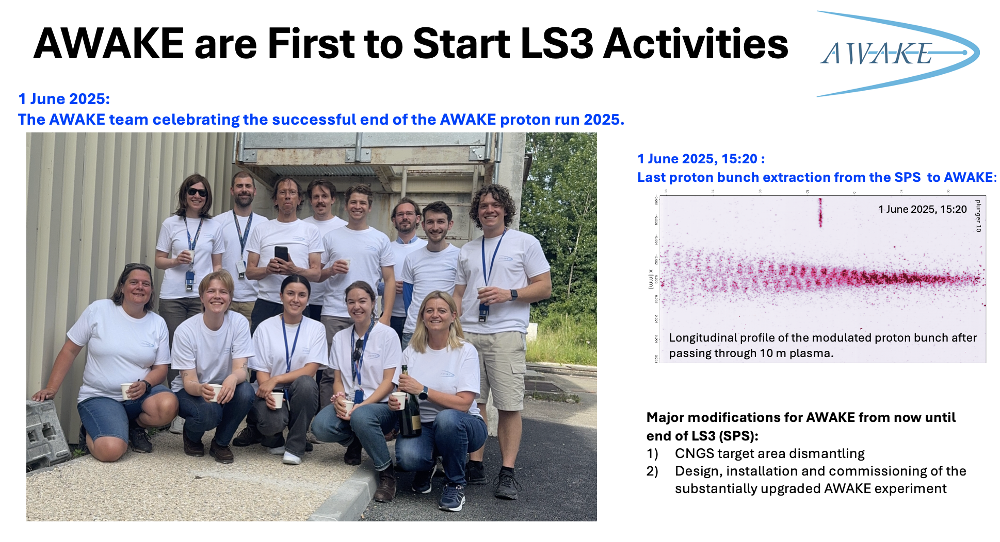 AWAKE are First to Start LS3 Activities
AWAKE
1 June 2025:
The AWAKE team celebrating the successful end of the AWAKE proton run 2025.
1 June 2025, 15:20 :
Last proton bunch extraction from the SPS to AWAKE:
1 June 2025, 15:20
plunger 10
x [mm]
Longitudinal profile of the modulated proton bunch after
passing through 10 m plasma.
Major modifications for AWAKE from now until
end of LS3 (SPS):
1) CNGS target area dismantling
2) Design, installation and commissioning of the
substantially upgraded AWAKE experiment